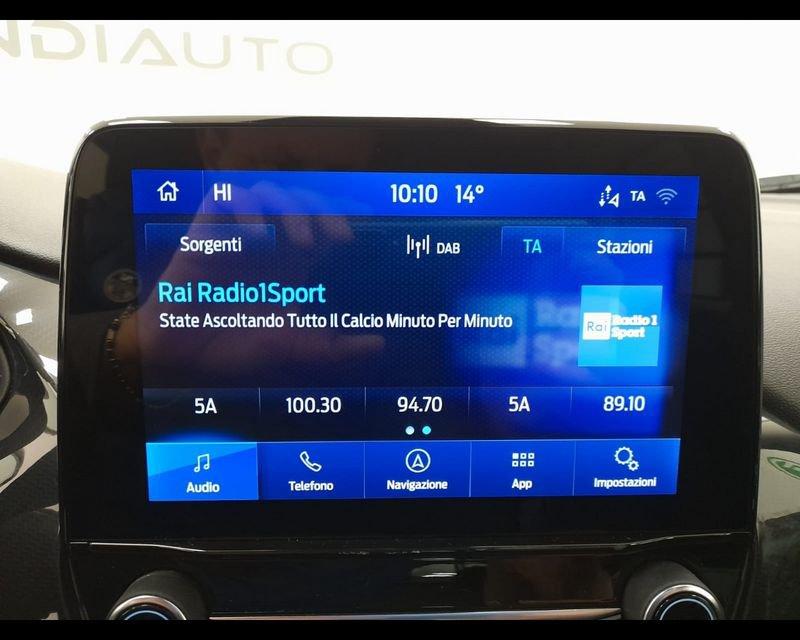 NDIAUTO
HI 10:10 14° TA
Sorgenti DAB TA Stazioni
Rai Radio1Sport
State Ascoltando Tutto Il Calcio Minuto Per Minuto
Rai Radio 1
Sport
5A 100.30 94.70 5A 89.10
Audio Telefono Navigazione App Impostazioni